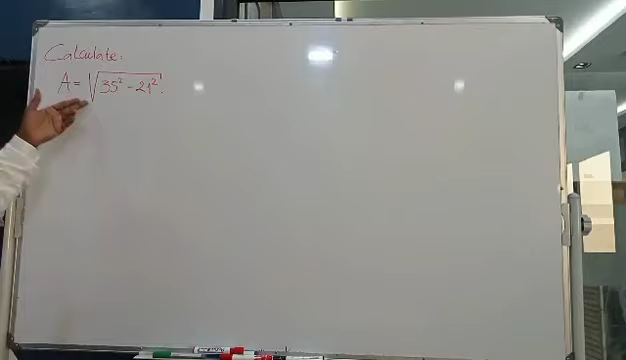 Calculate:
A = √35² - 21².